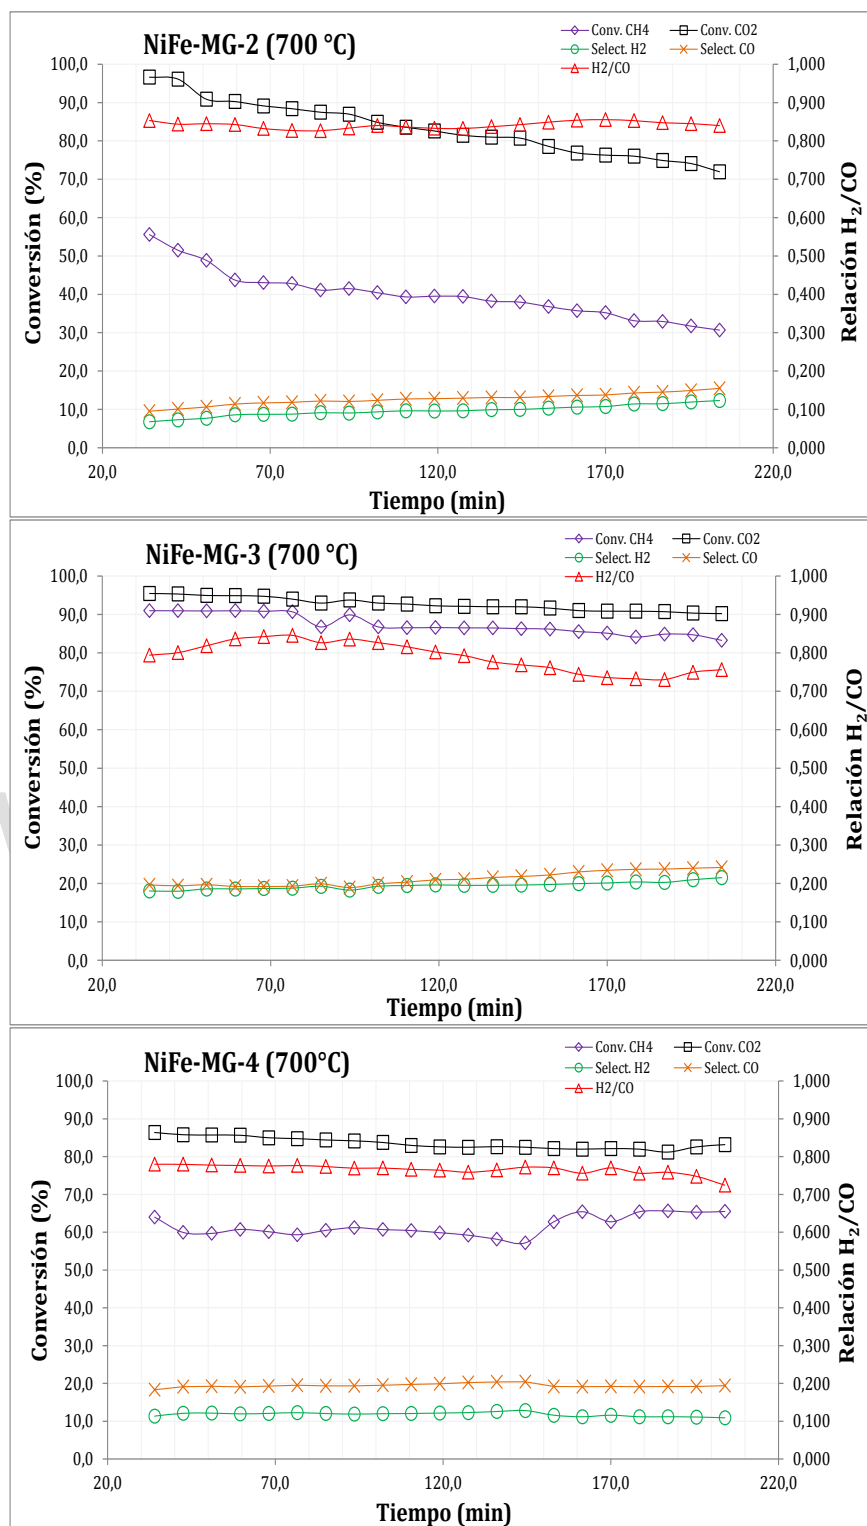 NiFe-MG-2 (700 °C)
Conv. CH4
Conv. CO2
Select. H2
Select. CO
H2/CO
100,0
90,0
80,0
70,0
60,0
50,0
40,0
30,0
20,0
10,0
0,0
Conversión (%)
1,000
0,900
0,800
0,700
0,600
0,500
0,400
0,300
0,200
0,100
0,000
Relación H₂/CO
20,0 70,0 120,0 170,0 220,0
Tiempo (min)
NiFe-MG-3 (700 °C)
Conv. CH4
Conv. CO2
Select. H2
Select. CO
H2/CO
100,0
90,0
80,0
70,0
60,0
50,0
40,0
30,0
20,0
10,0
0,0
Conversión (%)
1,000
0,900
0,800
0,700
0,600
0,500
0,400
0,300
0,200
0,100
0,000
Relación H₂/CO
20,0 70,0 120,0 170,0 220,0
Tiempo (min)
NiFe-MG-4 (700°C)
Conv. CH4
Conv. CO2
Select. H2
Select. CO
H2/CO
100,0
90,0
80,0
70,0
60,0
50,0
40,0
30,0
20,0
10,0
0,0
Conversión (%)
1,000
0,900
0,800
0,700
0,600
0,500
0,400
0,300
0,200
0,100
0,000
Relación H₂/CO
20,0 70,0 120,0 170,0 220,0
Tiempo (min)